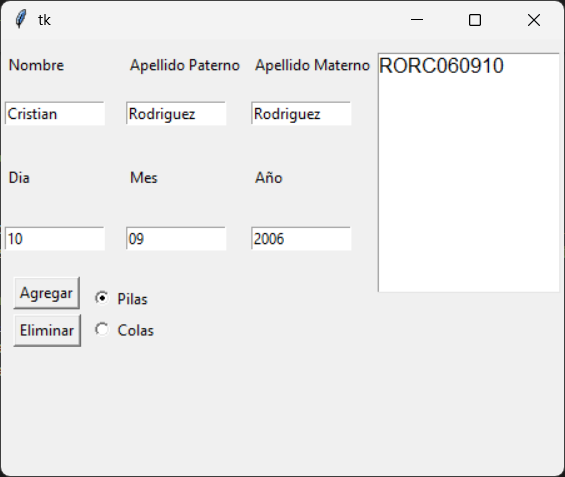 tk
Nombre Apellido Paterno Apellido Materno
RORC060910
Cristian Rodriguez Rodriguez
Dia Mes Año
10 09 2006
Agregar Pilas
Eliminar Colas